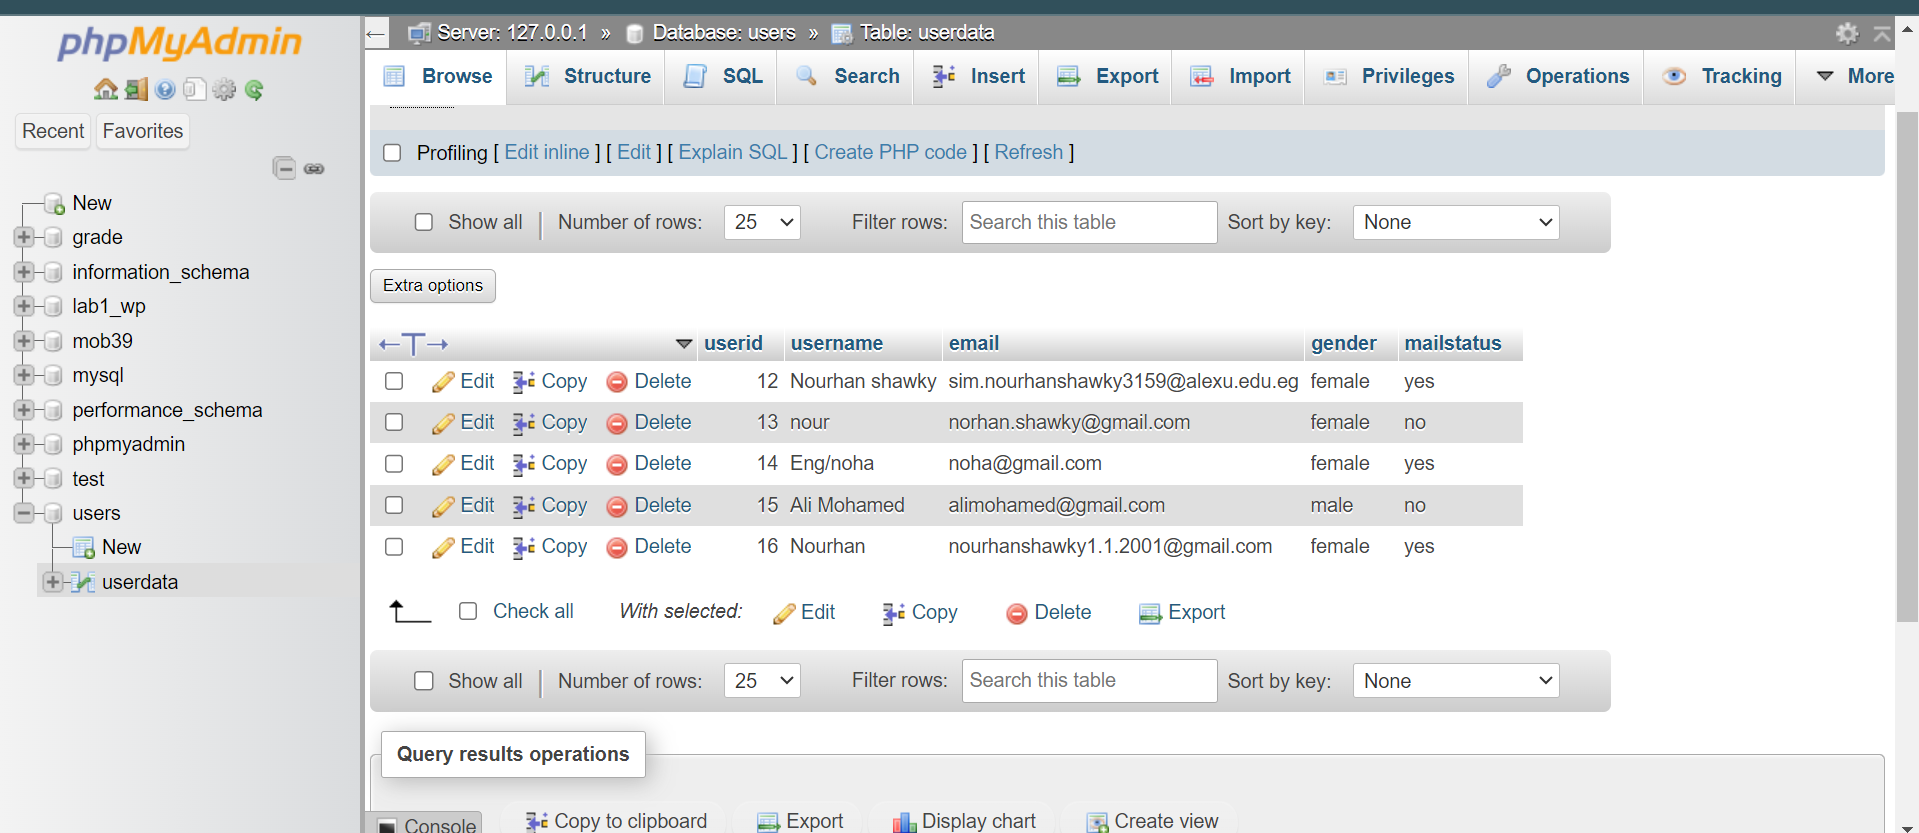 phpMyAdmin
Recent Favorites
New
grade
information_schema
lab1_wp
mob39
mysql
performance_schema
phpmyadmin
test
users
New
userdata
← Server: 127.0.0.1 » Database: users » Table: userdata
Browse Structure SQL Search Insert Export Import Privileges Operations Tracking More
Profiling [ Edit inline ] [ Edit ] [ Explain SQL ] [ Create PHP code ] [ Refresh ]
Show all | Number of rows: 25 Filter rows: Search this table Sort by key: None
Extra options
←T→ userid username email gender mailstatus
Edit Copy Delete 12 Nourhan shawky sim.nourhanshawky3159@alexu.edu.eg female yes
Edit Copy Delete 13 nour norhan.shawky@gmail.com female no
Edit Copy Delete 14 Eng/noha noha@gmail.com female yes
Edit Copy Delete 15 Ali Mohamed alimohamed@gmail.com male no
Edit Copy Delete 16 Nourhan nourhanshawky1.1.2001@gmail.com female yes
Check all With selected: Edit Copy Delete Export
Show all | Number of rows: 25 Filter rows: Search this table Sort by key: None
Query results operations
Console Copy to clipboard Export Display chart Create view